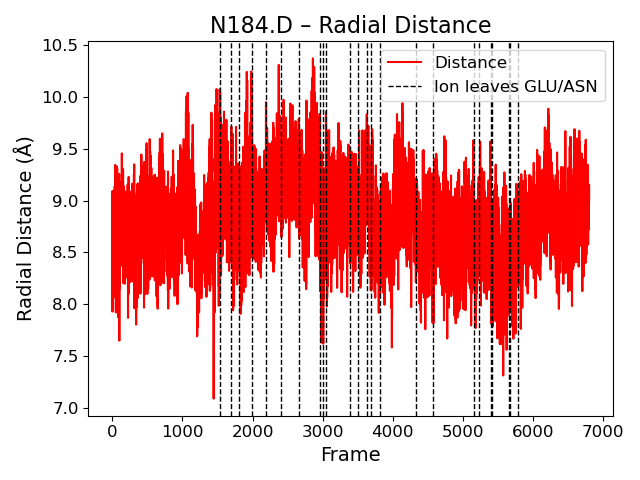 N184.D – Radial Distance
10.5
10.0
9.5
9.0
8.5
8.0
7.5
7.0
Radial Distance (Å)
Distance
Ion leaves GLU/ASN
0 1000 2000 3000 4000 5000 6000 7000
Frame